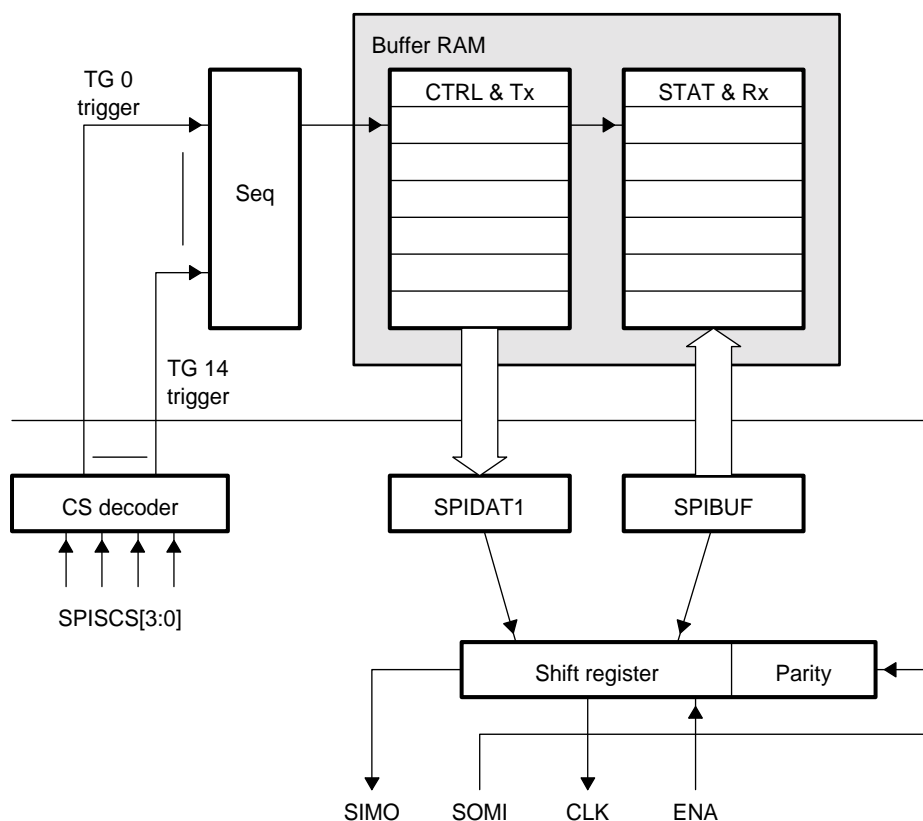 Buffer RAM
TG 0
trigger
CTRL & Tx
STAT & Rx
Seq
TG 14
trigger
CS decoder
SPIDAT1
SPIBUF
SPISCS[3:0]
Shift register
Parity
SIMO
SOMI
CLK
ENA